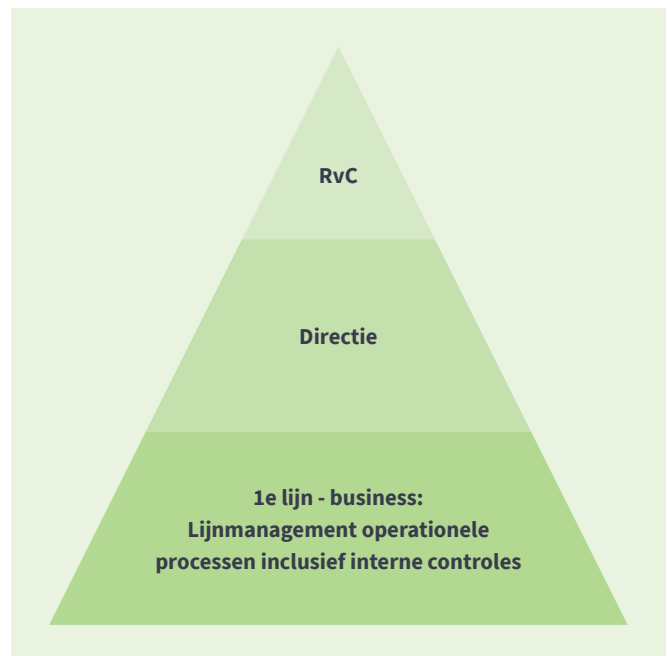 RvC
Directie
1e lijn - business:
Lijnmanagement operationele
processen inclusief interne controles